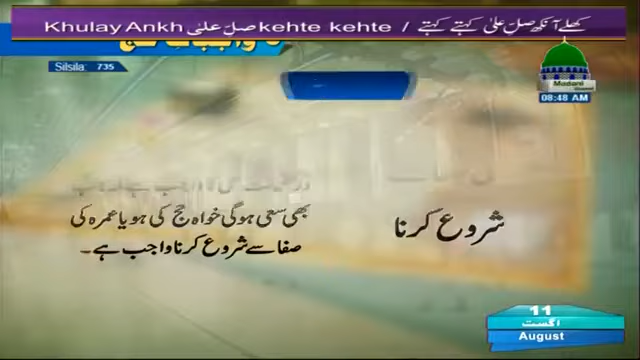 Khulay Ankh صلِّ علیٰ kehte kehte / کھلے آنکھ صلِّ علیٰ کہتے کہتے
Silsila: 735
Madani Channel
08:48 AM
شروع کرنا
بھی سعی ہوگی خواہ حج کی ہو یا عمرہ کی
صفا سے شروع کرنا واجب ہے۔
11
اگست
August